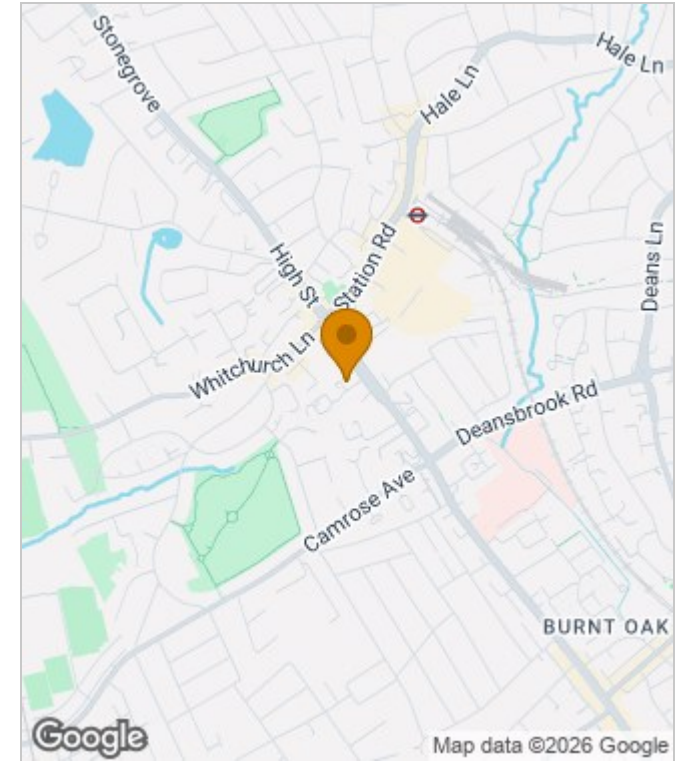 Stonegrove
Hale Ln
Hale Ln
Deans Ln
High St
Station Rd
Whitchurch Ln
Deansbrook Rd
Camrose Ave
BURNT OAK
Google
Map data ©2026 Google